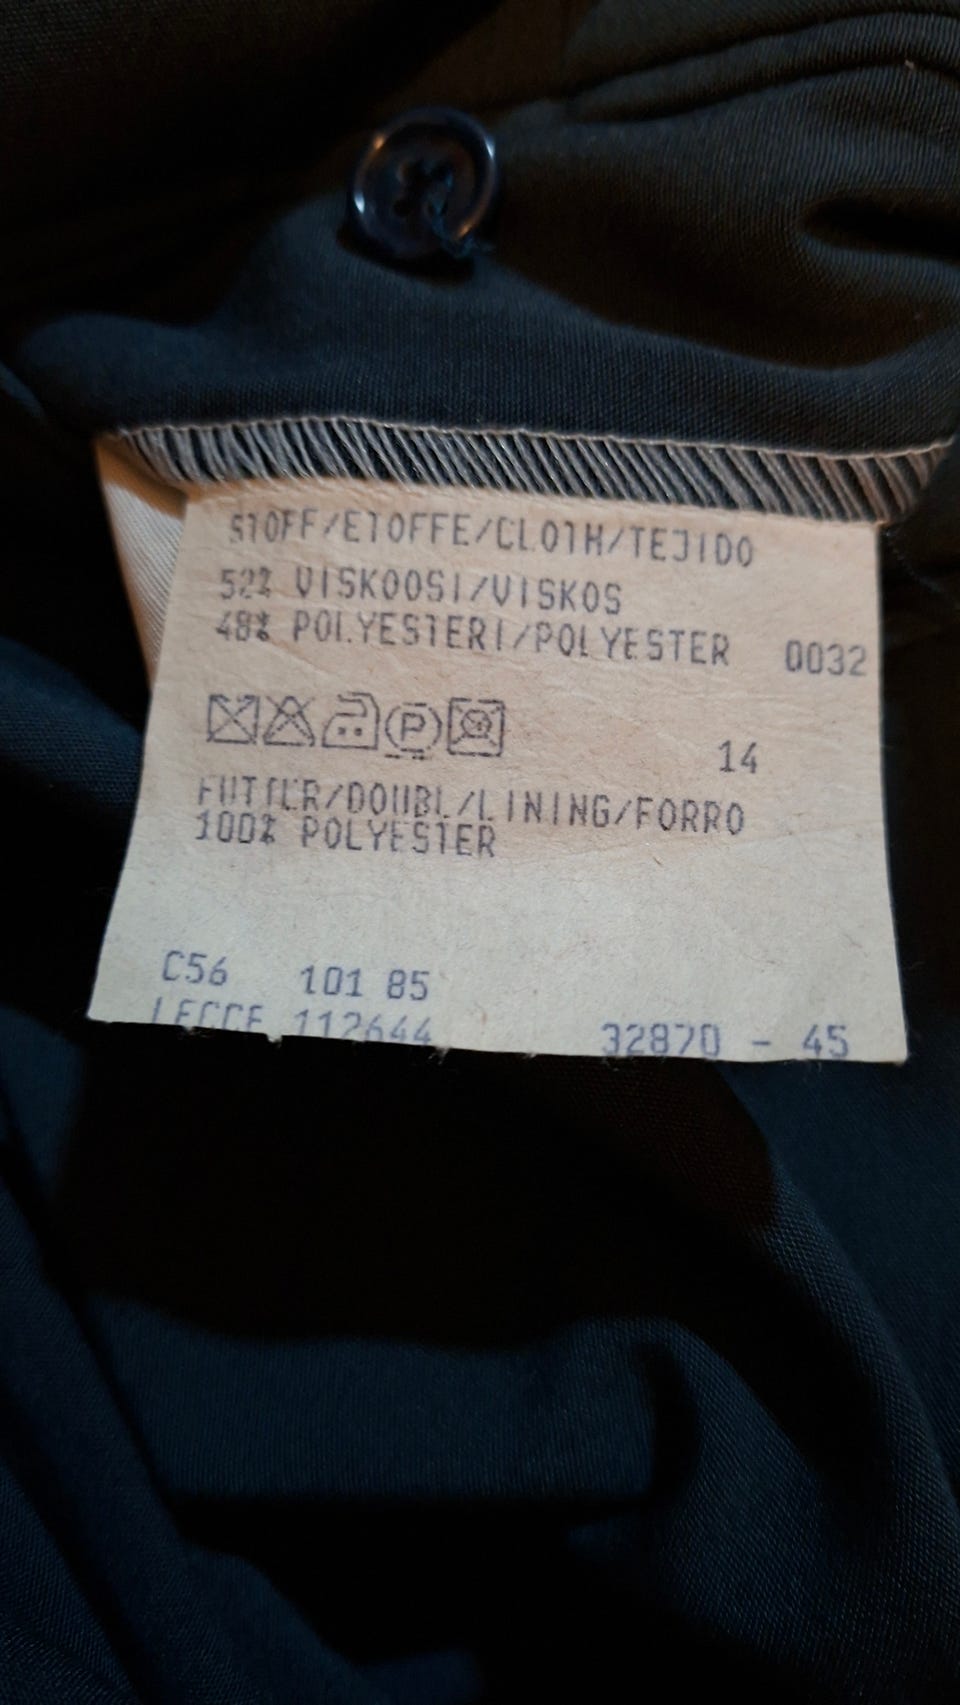 STOFF/ETOFFE/CLOTH/TEJIDO
52% VISKOOSI/VISKOS
48% POLYESTERI/POLYESTER 0032
P
14
FUTTER/DOUBL/LINING/FORRO
100% POLYESTER
C56 101 85
LECCE 112644 32870 - 45